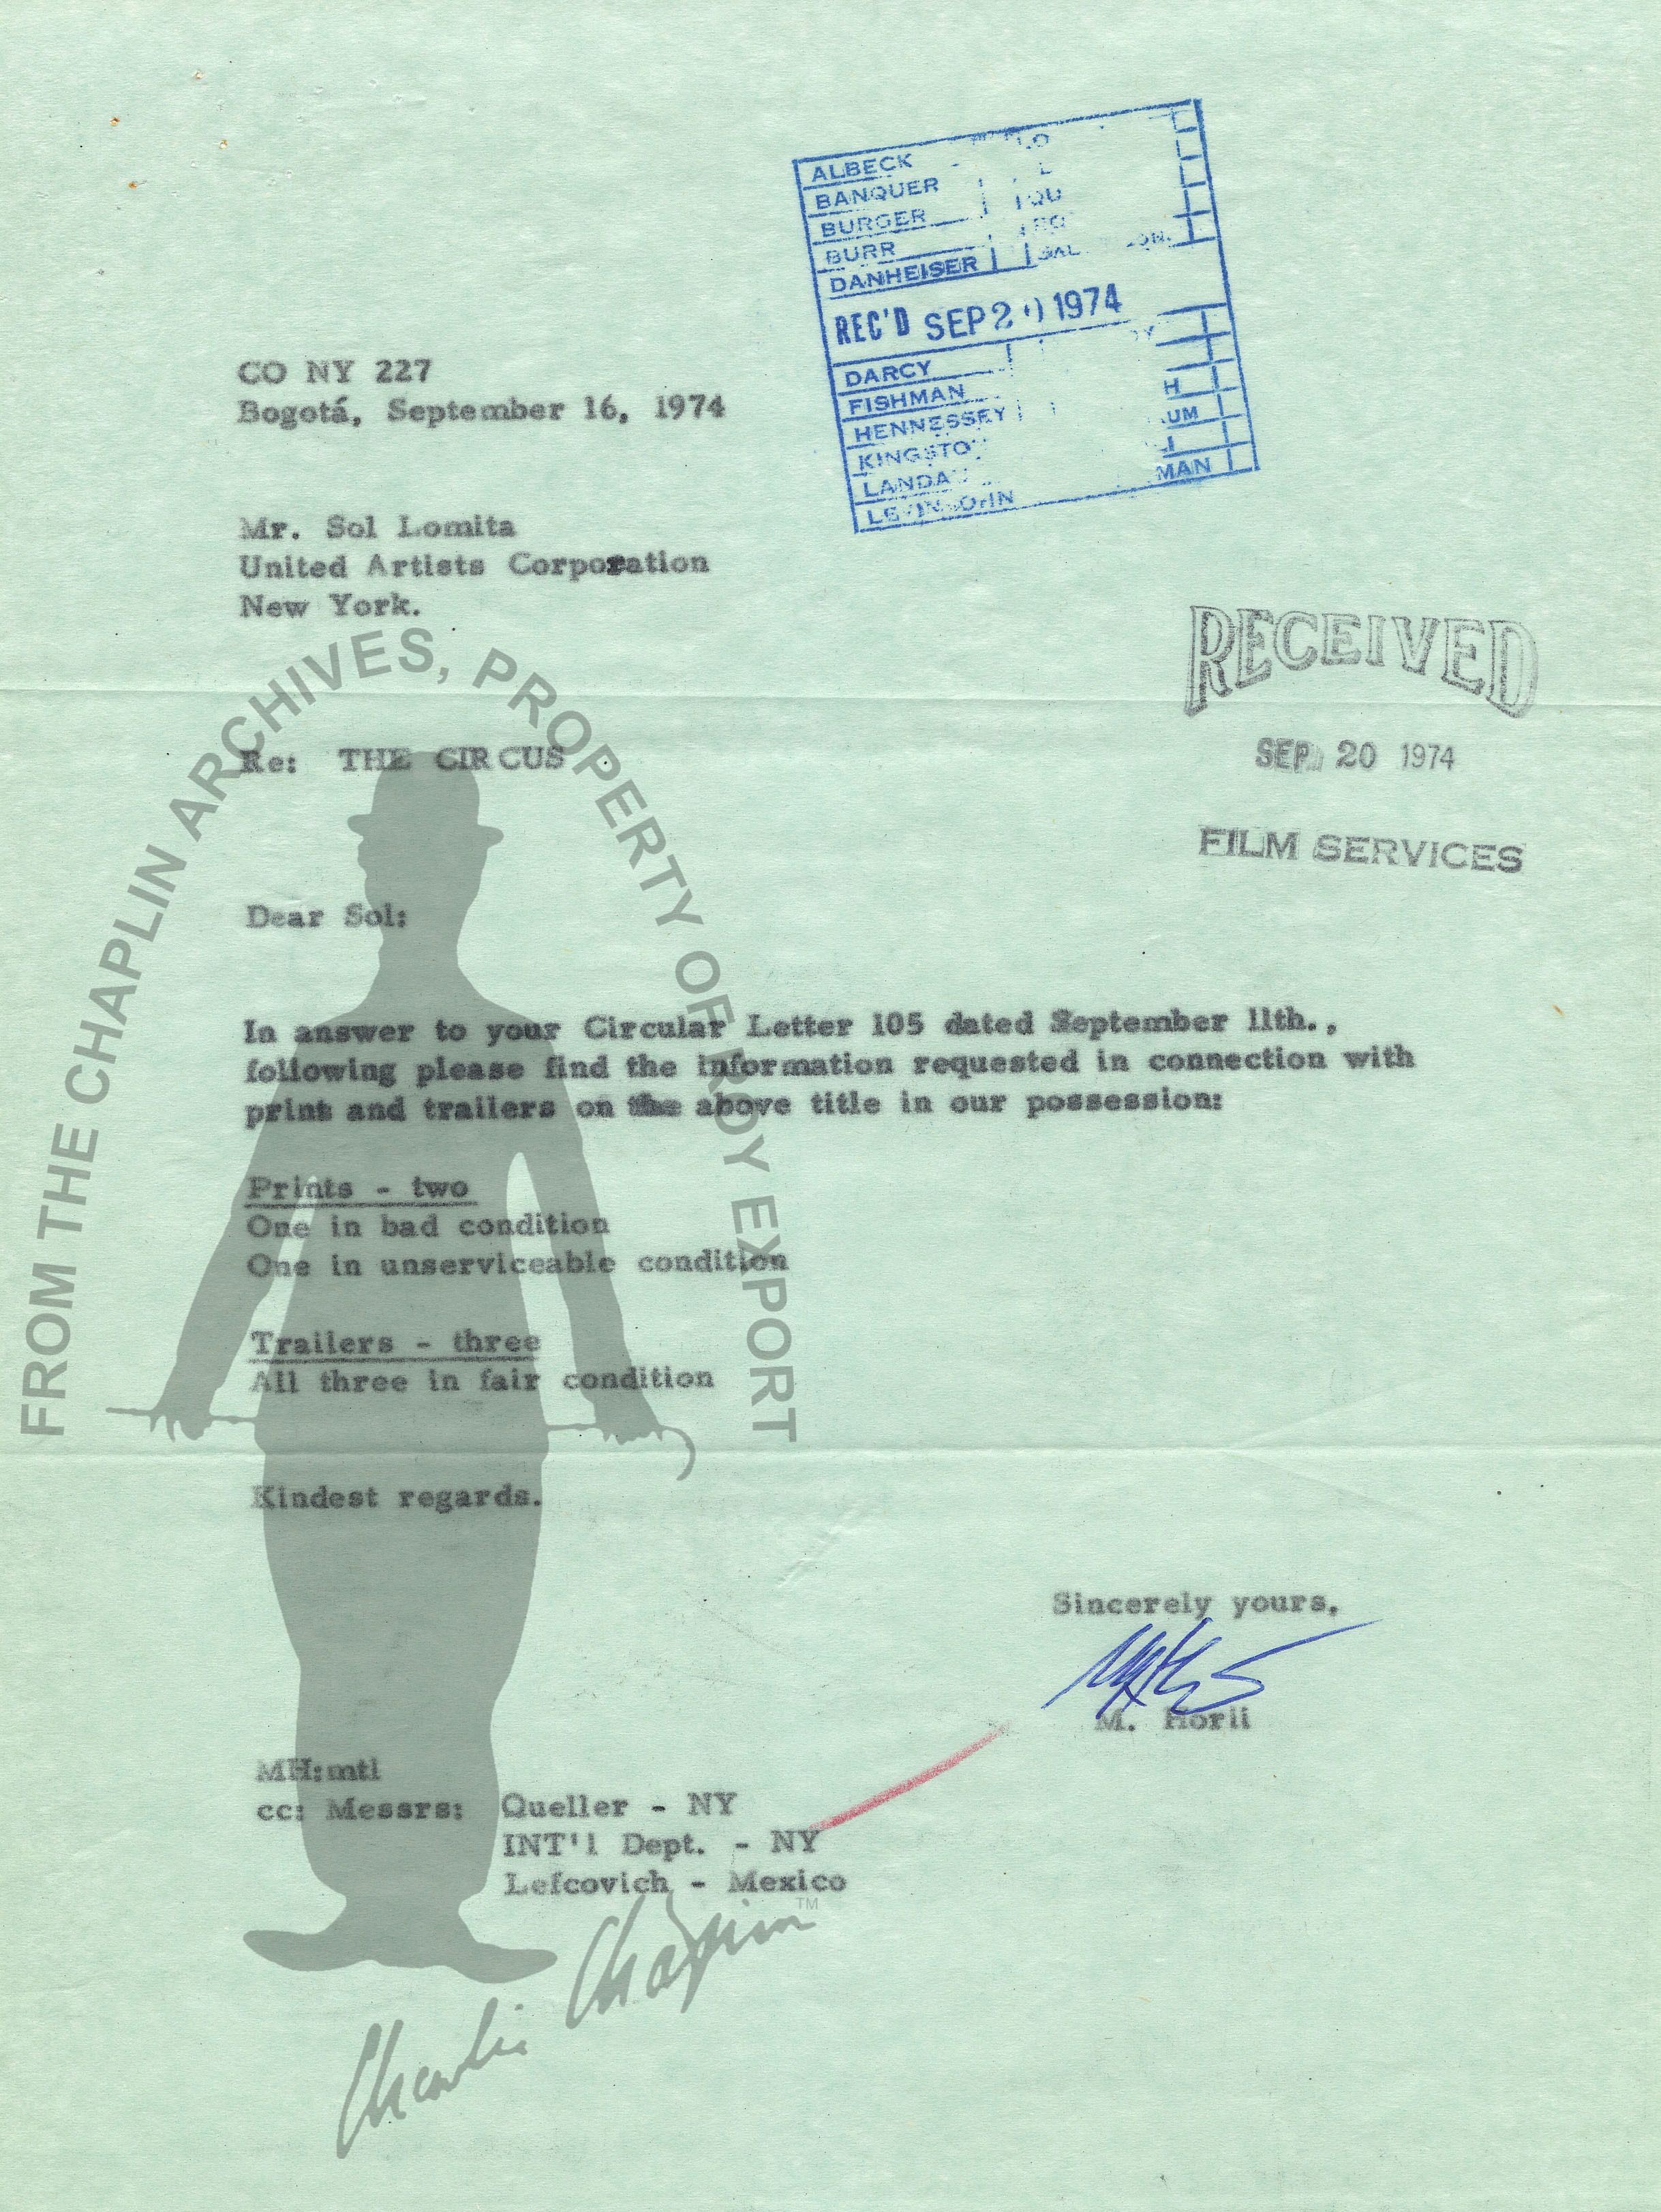 ALBECK
BANQUER
BURGER
BURR
DANHEISER
REC'D SEP 20 1974
DARCY
FISHMAN
HENNESSEY
CO NY 227
Bogotá, September 16, 1974
Mr. Sol Lomita
United Artists Corporation
New York.
RECEIVED
SEP 20 1974
FILM SERVICES
Re: THE CIRCUS
Dear Sol:
In answer to your Circular Letter 105 dated September 11th.,
following please find the information requested in connection with
print and trailers on the above title in our possession:
Prints - two
One in bad condition
One in unserviceable condition
Trailers - three
All three in fair condition
Kindest regards.
Sincerely yours,
M. Horii
MH:mtl
cc: Messrs: Queller - NY
INT'l Dept. - NY
Lefcovich - Mexico
FROM THE CHAPLIN ARCHIVES, PROPERTY OF ROY EXPORT
Charlie Chaplin TM